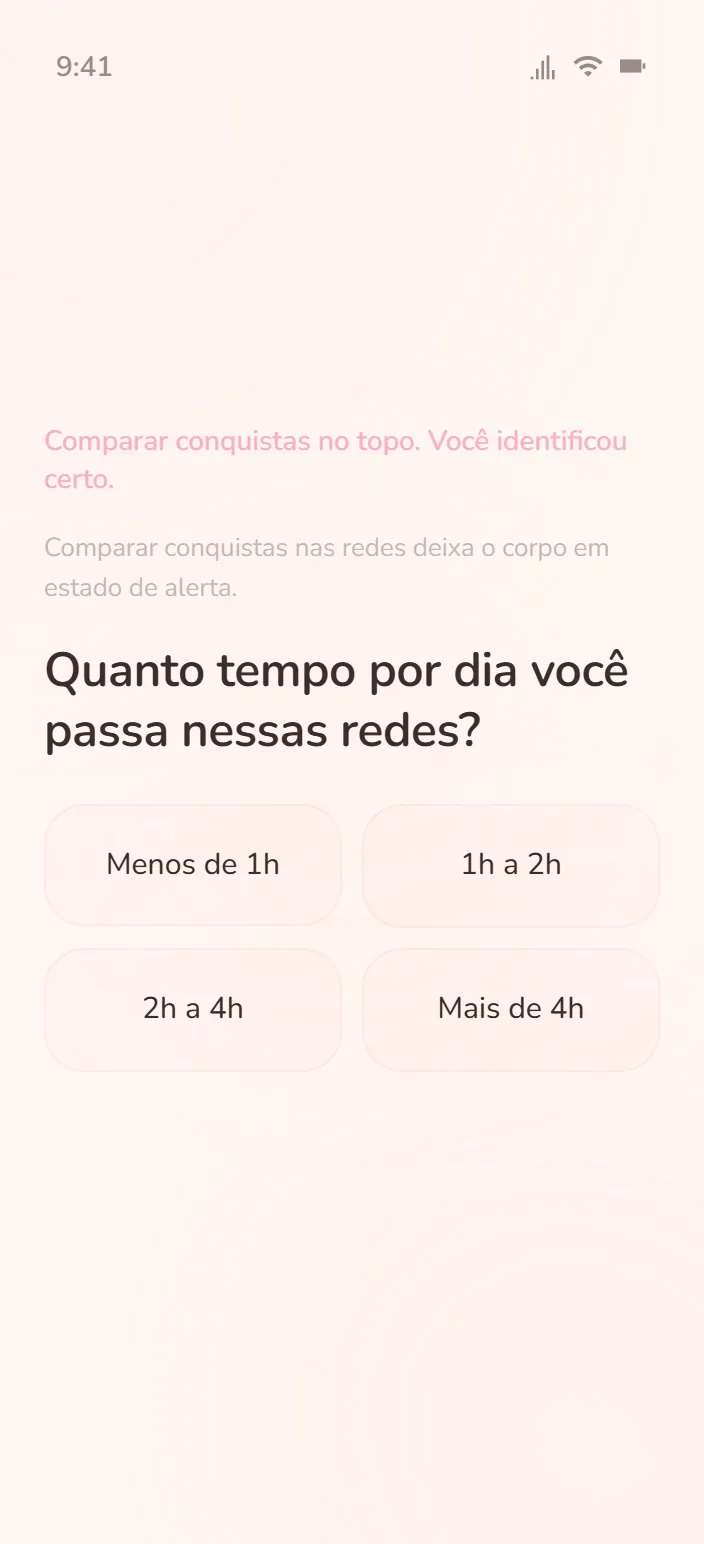 9:41
Comparar conquistas no topo. Você identificou
certo.
Comparar conquistas nas redes deixa o corpo em
estado de alerta.
Quanto tempo por dia você
passa nessas redes?
Menos de 1h
1h a 2h
2h a 4h
Mais de 4h